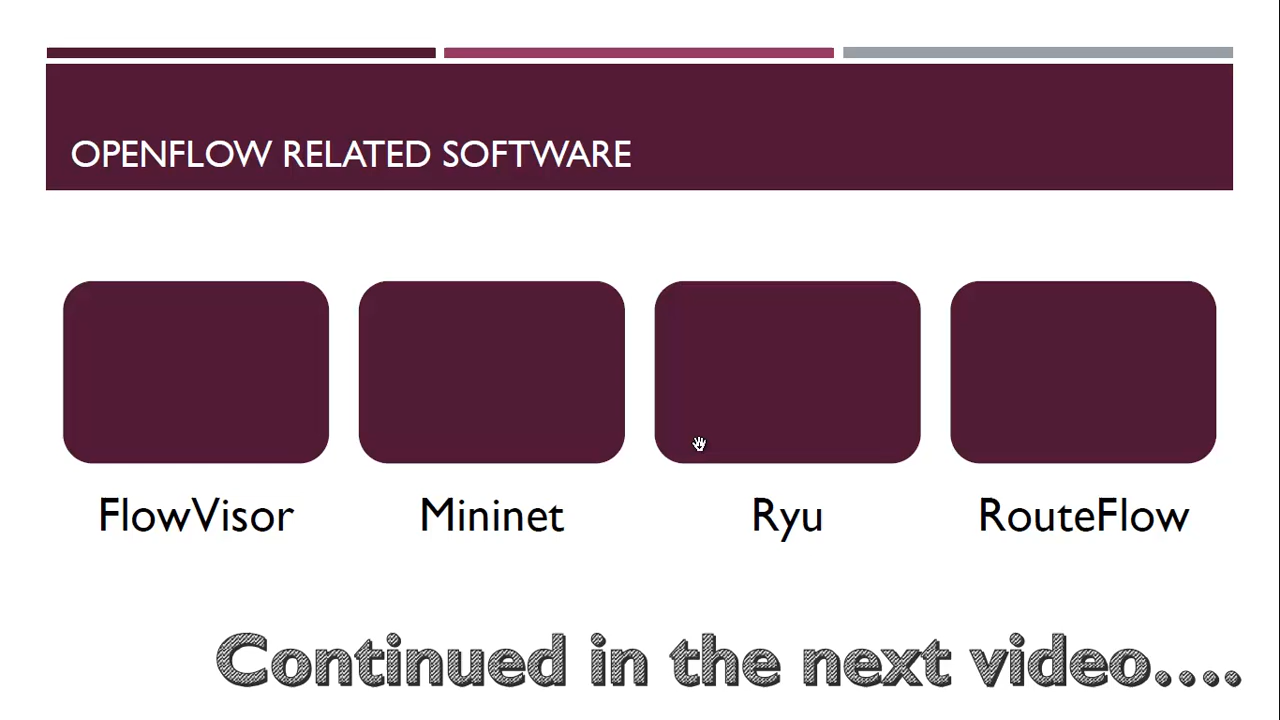 OPENFLOW RELATED SOFTWARE
FlowVisor
Mininet
Ryu
RouteFlow
Continued in the next video....